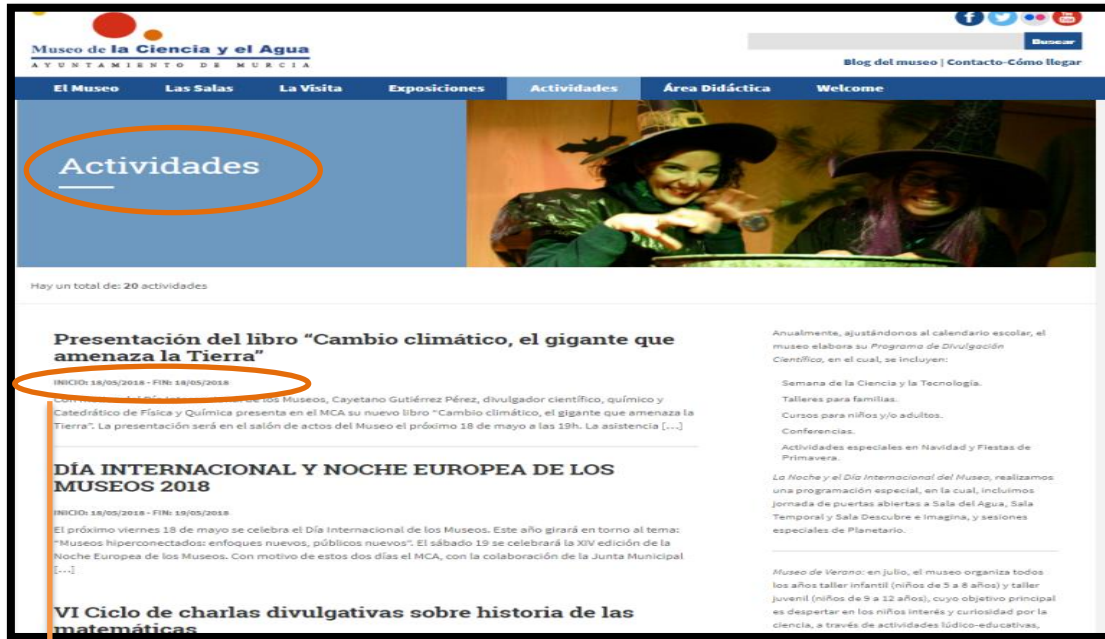 Museo de la Ciencia y el Agua
AYUNTAMIENTO DE MURCIA
Buscar
Blog del museo | Contacto-Cómo llegar
El Museo Las Salas La Visita Exposiciones Actividades Área Didáctica Welcome
Actividades
Hay un total de: 20 actividades
Presentación del libro “Cambio climático, el gigante que
amenaza la Tierra”
INICIO: 18/05/2018 - FIN: 18/05/2018
Con del Día Internacional de los Museos, Cayetano Gutiérrez Pérez, divulgador científico, químico y
Catedrático de Física y Química presenta en el MCA su nuevo libro “Cambio climático, el gigante que amenaza la
Tierra”. La presentación será en el salón de actos del Museo el próximo 18 de mayo a las 19h. La asistencia [...]
DÍA INTERNACIONAL Y NOCHE EUROPEA DE LOS
MUSEOS 2018
INICIO: 18/05/2018 - FIN: 19/05/2018
El próximo viernes 18 de mayo se celebra el Día Internacional de los Museos. Este año girará en torno al tema:
“Museos hiperconectados: enfoques nuevos, públicos nuevos”. El sábado 19 se celebrará la XIV edición de la
Noche Europea de los Museos. Con motivo de estos dos días el MCA, con la colaboración de la Junta Municipal
[...]
VI Ciclo de charlas divulgativas sobre historia de las
matemáticas
Anualmente, ajustándonos al calendario escolar, el
museo elabora su Programa de Divulgación
Científica, en el cual, se incluyen:
Semana de la Ciencia y la Tecnología.
Talleres para familias.
Cursos para niños y/o adultos.
Conferencias.
Actividades especiales en Navidad y Fiestas de
Primavera.
La Noche y el Día Internacional del Museo, realizamos
una programación especial, en la cual, incluimos
jornada de puertas abiertas a Sala del Agua, Sala
Temporal y Sala Descubre e Imagina, y sesiones
especiales de Planetario.
Museo de Verano: en julio, el museo organiza todos
los años taller infantil (niños de 5 a 8 años) y taller
juvenil (niños de 9 a 12 años), cuyo objetivo principal
es despertar en los niños interés y curiosidad por la
ciencia, a través de actividades lúdico-educativas,